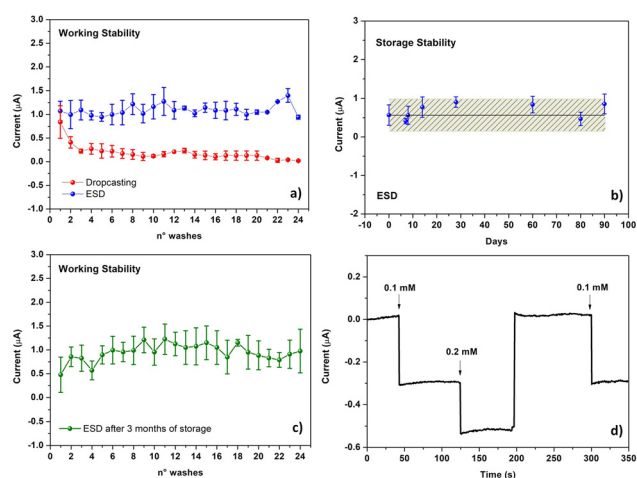 Working Stability
Current (µA)
3.0
2.5
2.0
1.5
1.0
0.5
0.0
-0.5
-1.0
Dropcasting
ESD
a)
0 2 4 6 8 10 12 14 16 18 20 22 24
n° washes
Storage Stability
Current (µA)
3
2
1
0
-1
-2
ESD
b)
0 10 20 30 40 50 60 70 80 90 100
Days
Working Stability
Current (µA)
3.0
2.5
2.0
1.5
1.0
0.5
0.0
-0.5
-1.0
ESD after 3 months of storage
c)
0 2 4 6 8 10 12 14 16 18 20 22 24
n° washes
Current (µA)
0.2
0.0
-0.2
-0.4
-0.6
0.1 mM
0.1 mM
0.2 mM
d)
0 50 100 150 200 250 300 350
Time (s)